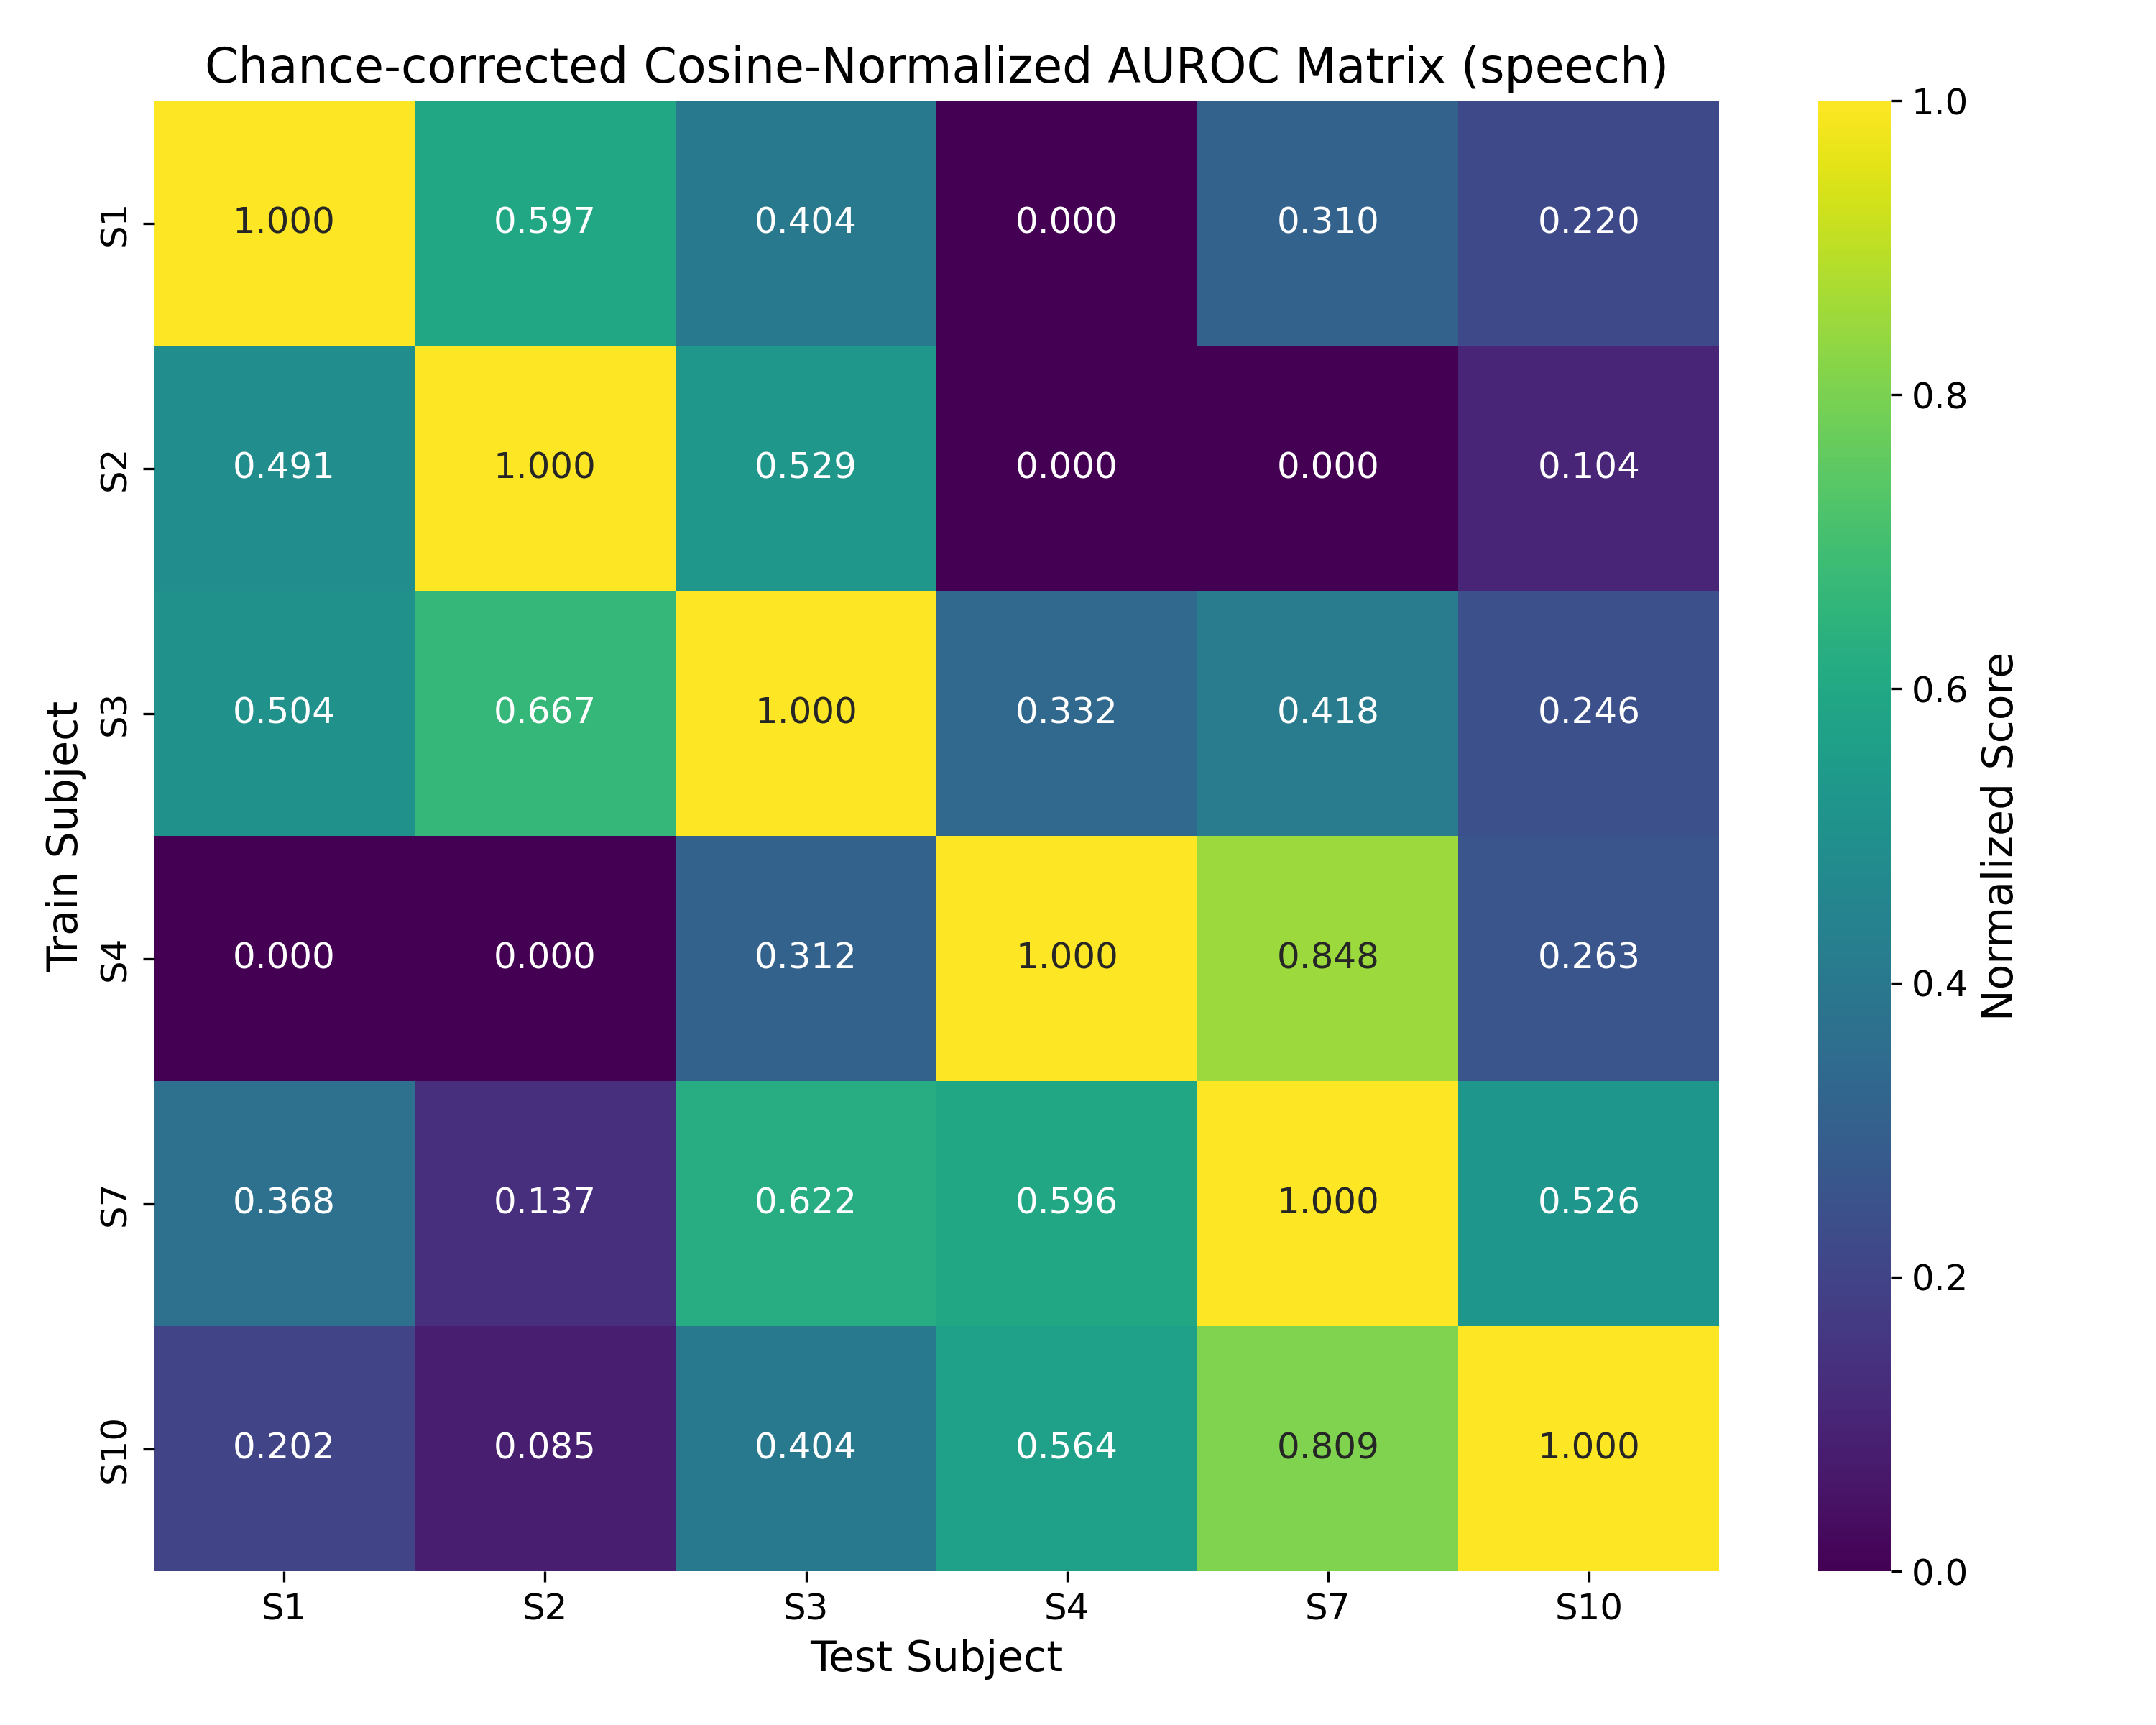 Chance-corrected Cosine-Normalized AUROC Matrix (speech)
Train Subject
S1 1.000 0.597 0.404 0.000 0.310 0.220
S2 0.491 1.000 0.529 0.000 0.000 0.104
S3 0.504 0.667 1.000 0.332 0.418 0.246
S4 0.000 0.000 0.312 1.000 0.848 0.263
S7 0.368 0.137 0.622 0.596 1.000 0.526
S10 0.202 0.085 0.404 0.564 0.809 1.000
S1 S2 S3 S4 S7 S10
Test Subject
1.0
0.8
0.6
0.4
0.2
0.0
Normalized Score